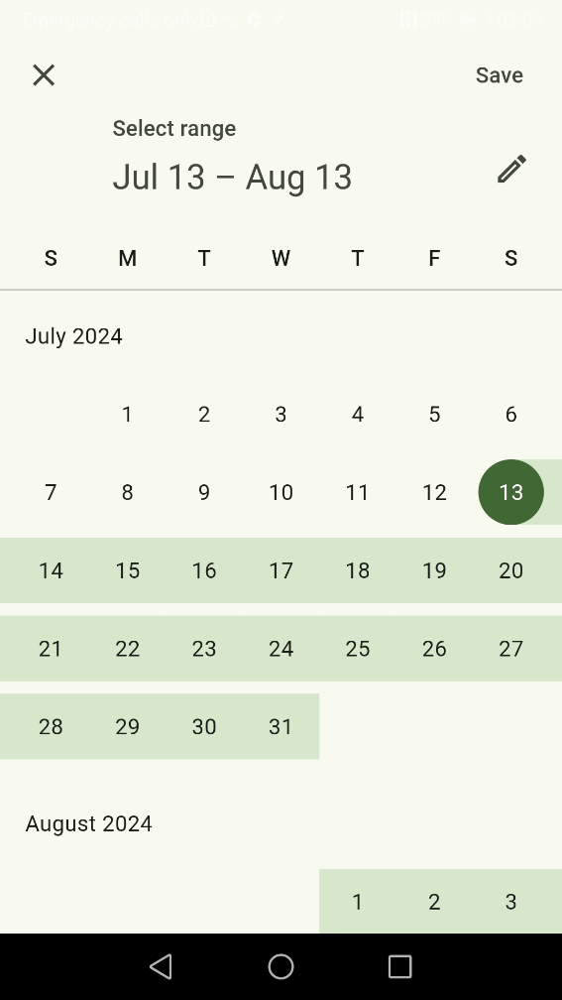 Emergency calls only
Save
Select range
Jul 13 – Aug 13
S M T W T F S
July 2024
1 2 3 4 5 6
7 8 9 10 11 12 13
14 15 16 17 18 19 20
21 22 23 24 25 26 27
28 29 30 31
August 2024
1 2 3